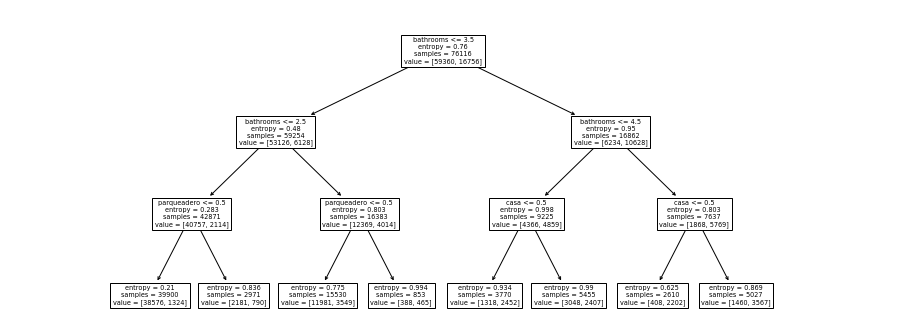 bathrooms <= 3.5
entropy = 0.76
samples = 76116
value = [59360, 16756]
bathrooms <= 2.5
entropy = 0.48
samples = 59254
value = [53126, 6128]
bathrooms <= 4.5
entropy = 0.95
samples = 16862
value = [6234, 10628]
parqueadero <= 0.5
entropy = 0.283
samples = 42871
value = [40757, 2114]
parqueadero <= 0.5
entropy = 0.803
samples = 16383
value = [12369, 4014]
casa <= 0.5
entropy = 0.998
samples = 9225
value = [4366, 4859]
casa <= 0.5
entropy = 0.803
samples = 7637
value = [1868, 5769]
entropy = 0.21
samples = 39900
value = [38576, 1324]
entropy = 0.836
samples = 2971
value = [2181, 790]
entropy = 0.775
samples = 15530
value = [11981, 3549]
entropy = 0.994
samples = 853
value = [388, 465]
entropy = 0.934
samples = 3770
value = [1318, 2452]
entropy = 0.99
samples = 5455
value = [3048, 2407]
entropy = 0.625
samples = 2610
value = [408, 2202]
entropy = 0.869
samples = 5027
value = [1460, 3567]